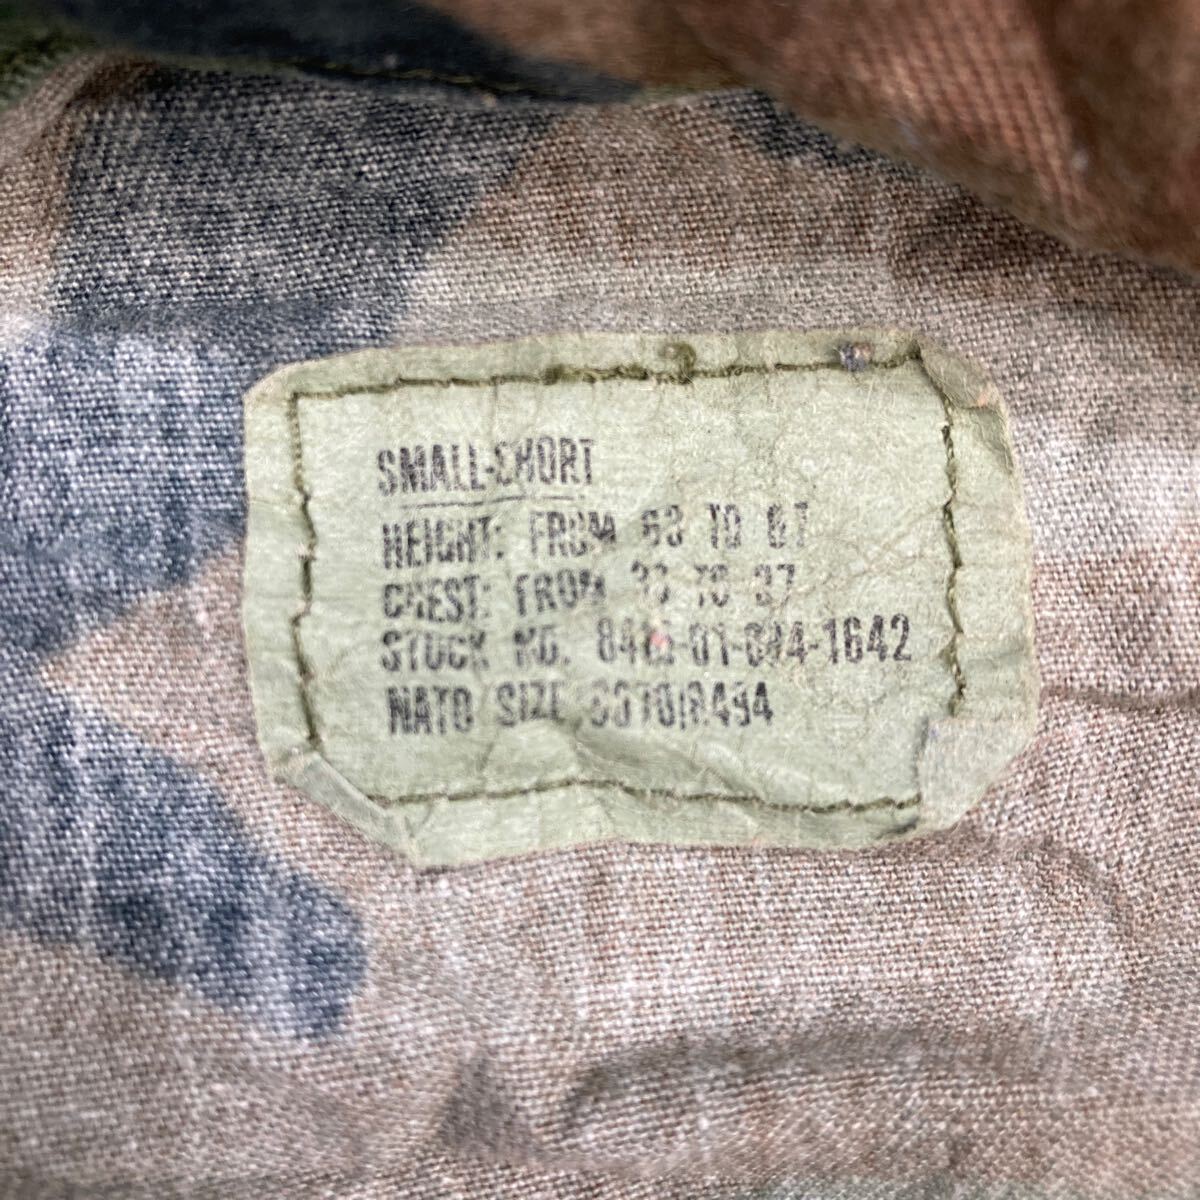 SMALL-SHORT
HEIGHT: FROM 63 TO 67
CHEST: FROM 33 TO 37
STOCK NO. 8415-01-084-1642
NATO SIZE 6070/8494